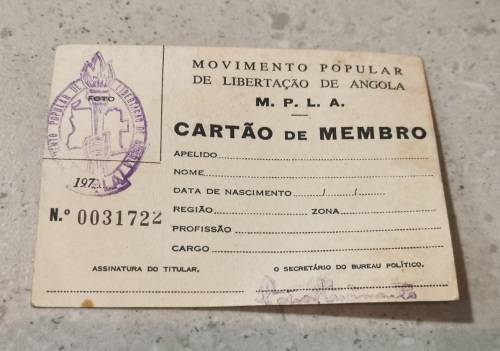 MOVIMENTO POPULAR
DE LIBERTAÇÃO DE ANGOLA
M. P. L. A.
CARTÃO DE MEMBRO
FOTO
197
N.º 0031722
APELIDO
NOME
DATA DE NASCIMENTO / /
REGIÃO ZONA
PROFISSÃO
CARGO
ASSINATURA DO TITULAR. O SECRETÁRIO DO BUREAU POLÍTICO.